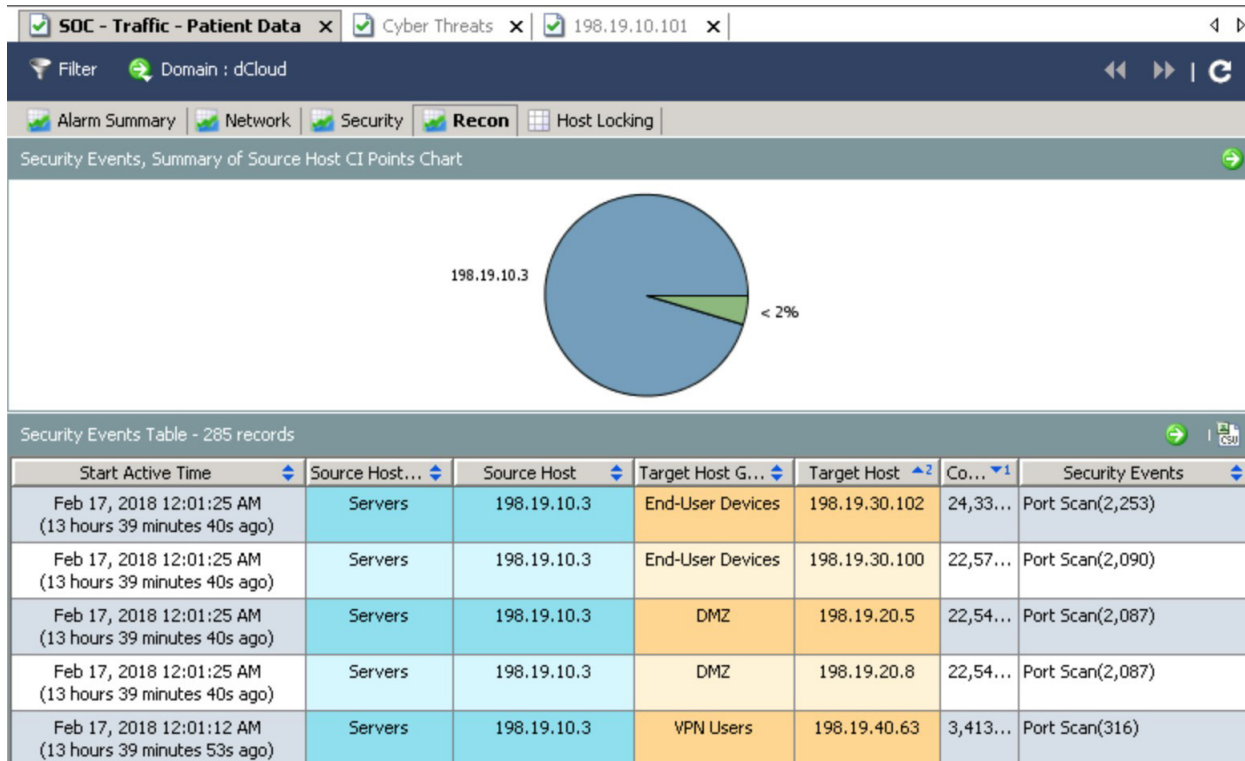 SOC - Traffic - Patient Data X Cyber Threats X 198.19.10.101 X
Filter Domain : dCloud
Alarm Summary Network Security Recon Host Locking
Security Events, Summary of Source Host CI Points Chart
198.19.10.3
< 2%
Security Events Table - 285 records
CSV
Start Active Time Source Host... Source Host Target Host G... Target Host 2 Co... 1 Security Events
Feb 17, 2018 12:01:25 AM Servers 198.19.10.3 End-User Devices 198.19.30.102 24,33... Port Scan(2,253)
(13 hours 39 minutes 40s ago)
Feb 17, 2018 12:01:25 AM Servers 198.19.10.3 End-User Devices 198.19.30.100 22,57... Port Scan(2,090)
(13 hours 39 minutes 40s ago)
Feb 17, 2018 12:01:25 AM Servers 198.19.10.3 DMZ 198.19.20.5 22,54... Port Scan(2,087)
(13 hours 39 minutes 40s ago)
Feb 17, 2018 12:01:25 AM Servers 198.19.10.3 DMZ 198.19.20.8 22,54... Port Scan(2,087)
(13 hours 39 minutes 40s ago)
Feb 17, 2018 12:01:12 AM Servers 198.19.10.3 VPN Users 198.19.40.63 3,413... Port Scan(316)
(13 hours 39 minutes 53s ago)